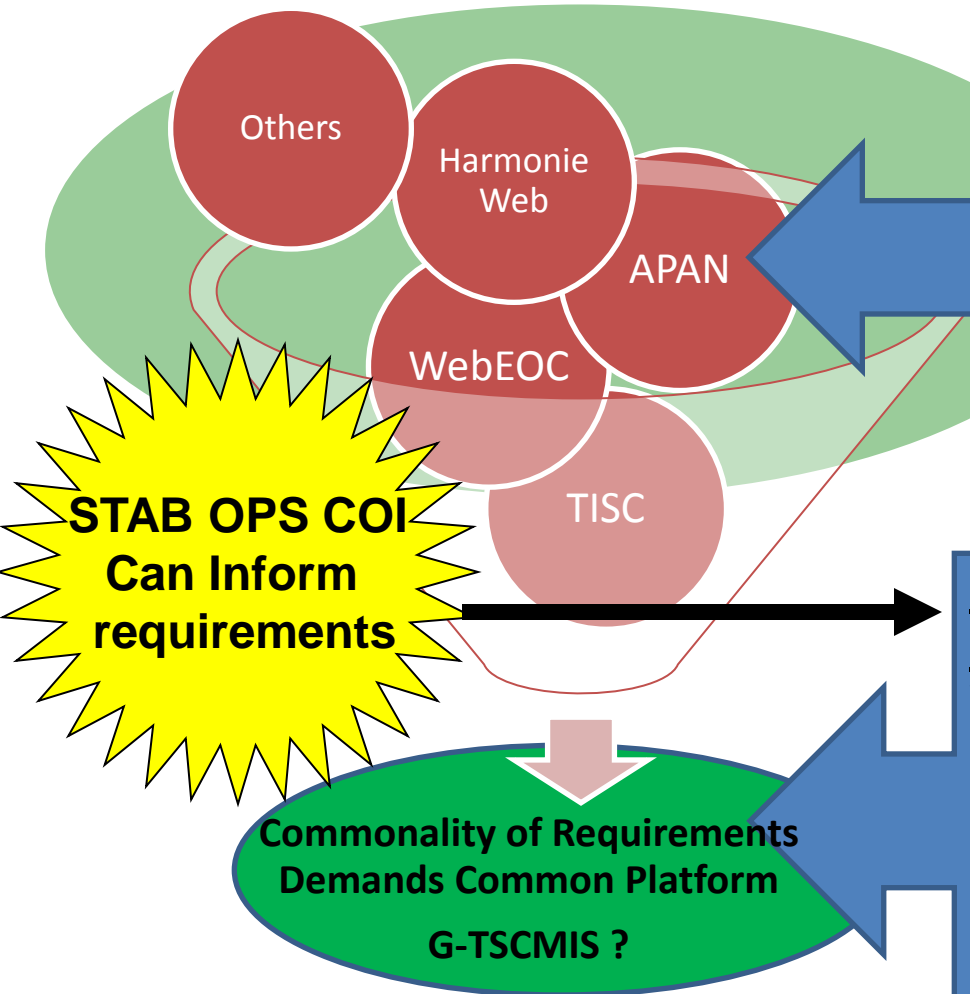 Others
Harmonie
Web
APAN
WebEOC
TISC
STAB OPS COI
Can Inform
requirements
Commonality of Requirements
Demands Common Platform
G-TSCMIS ?